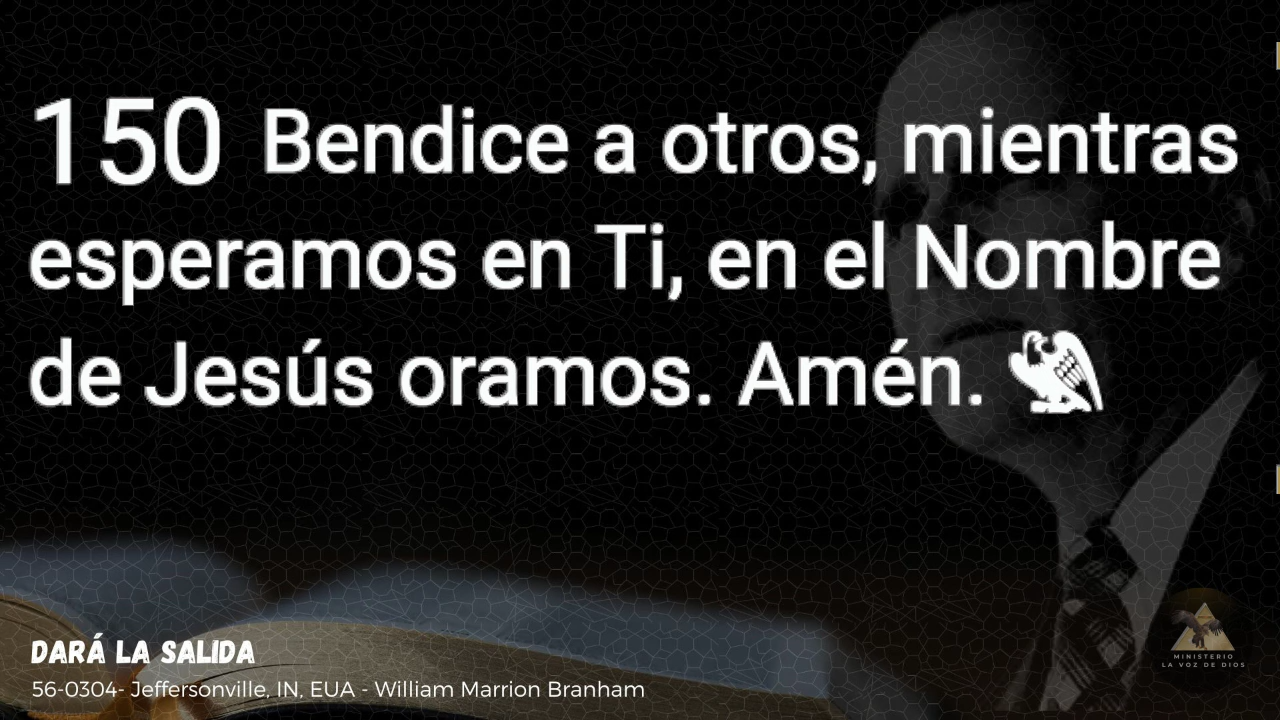 150 Bendice a otros, mientras
esperamos en Ti, en el Nombre
de Jesús oramos. Amén.
DARÁ LA SALIDA
56-0304- Jeffersonville, IN, EUA - William Marrion Branham
MINISTERIO
LA VOZ DE DIOS